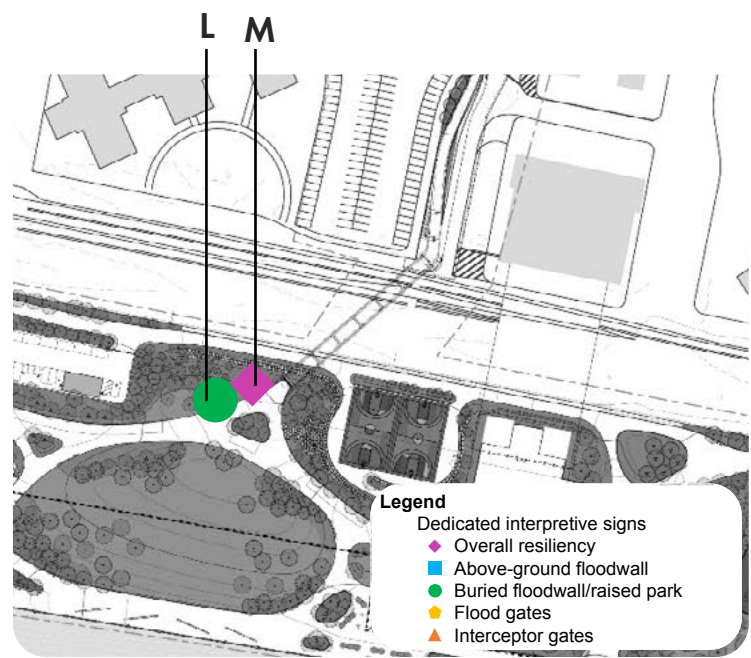 L M
Legend
Dedicated interpretive signs
Overall resiliency
Above-ground floodwall
Buried floodwall/raised park
Flood gates
Interceptor gates